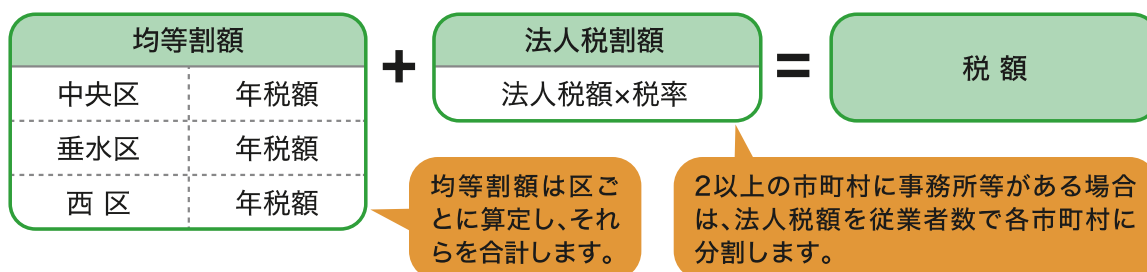 均等割額
中央区 年税額
垂水区 年税額
西 区 年税額
+
法人税割額
法人税額×税率
=
税 額
均等割額は区ご
とに算定し、それ
らを合計します。
2以上の市町村に事務所等がある場合
は、法人税額を従業者数で各市町村に
分割します。